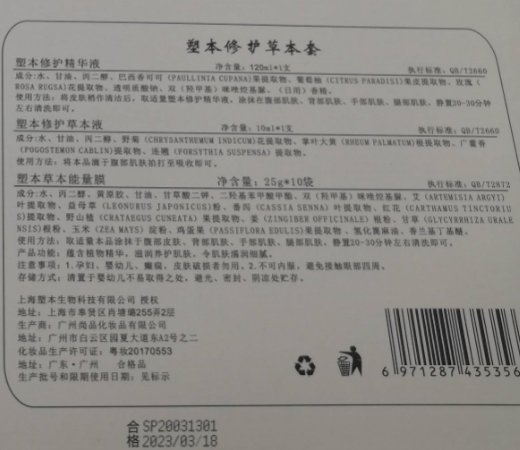 塑本修护草本套
塑本修护精华液 净含量：120ml*1支 执行标准：QB/T2660
成分:水、甘油、丙二醇、巴西香可可(PAULLINIA CUPANA)果提取物、葡萄柚(CITRUS PARADISI)果皮提取物、玫瑰(
ROSA RUGSA)花提取物、透明质酸钠、双(羟甲基)咪唑烷基脲、(日用)香精。
使用方法：将皮肤稍作清洁后、取适量塑本修护精华液，涂抹在腹部肌肤、背部肌肤、手部肌肤、腿部肌肤、静置20-30分钟
左右清洗即可。
塑本修护草本液 净含量：10ml*1支 执行标准：QB/T2660
成分:水、甘油、丙二醇、野菊(CHRYSANTHEMUM INDICUM)花提取物、掌叶大黄(RHEUM PALMATUM)根提取物、广藿香
(POGOSTEMON CABLIN)提取物、连翘(FORSYTHIA SUSPENSA)提取物。
使用方法：将本品滴于腹部肌肤拍打至吸收即可。
塑本草本能量膜 净含量：25g*10袋 执行标准：QB/T2872
成分:水、丙二醇、黄原胶、甘油、甘草酸二钾、二羟基苯甲酸甲酯、双(羟甲基)咪唑烷基脲、艾(ARTEMISIA ARGYI)
叶提取物、益母草(LEONURUS JAPONICUS)粉、番泻(CASSIA SENNA)叶提取物、红花(CARTHAMUS TINCTORIU
S)提取物、野山楂(CRATAEGUS CUNEATA)果提取物、姜(ZINGIBER OFFICINALE)根粉、甘草(GLYCYRRHIZA URALE
NSIS)根粉、玉米(ZEA MAYS)淀粉、鸡蛋果(PASSIFLORA EDULIS)果提取物、氢化蓖麻油、香兰基丁基醚。
使用方法：取适量本品涂抹于腹部皮肤、背部肌肤、手部肌肤、腿部肌肤、静置20-30分钟左右清洗即可。
产品功能：蕴含植物精华，滋润养护肌肤、令肌肤满润细腻。
注意事项：1.孕妇、婴幼儿、癫痫、皮肤破损者勿用。2.不可内服，避免接触眼部四周。
存储方式：请置于婴幼儿不易取得之处、避光、密封、阴凉处贮存。
上海塑本生物科技有限公司 授权
地址：上海市奉贤区肖塘璐255弄2层
生产商：广州尚品化妆品有限公司
地址：广州市白云区园夏大道东A2号之二
化妆品生产许可证：粤妆20170553
产地：广东·广州 合格品
生产批号和限期使用日期：见标示
6 971287 435356
合 SP20031301
格 2023/03/18